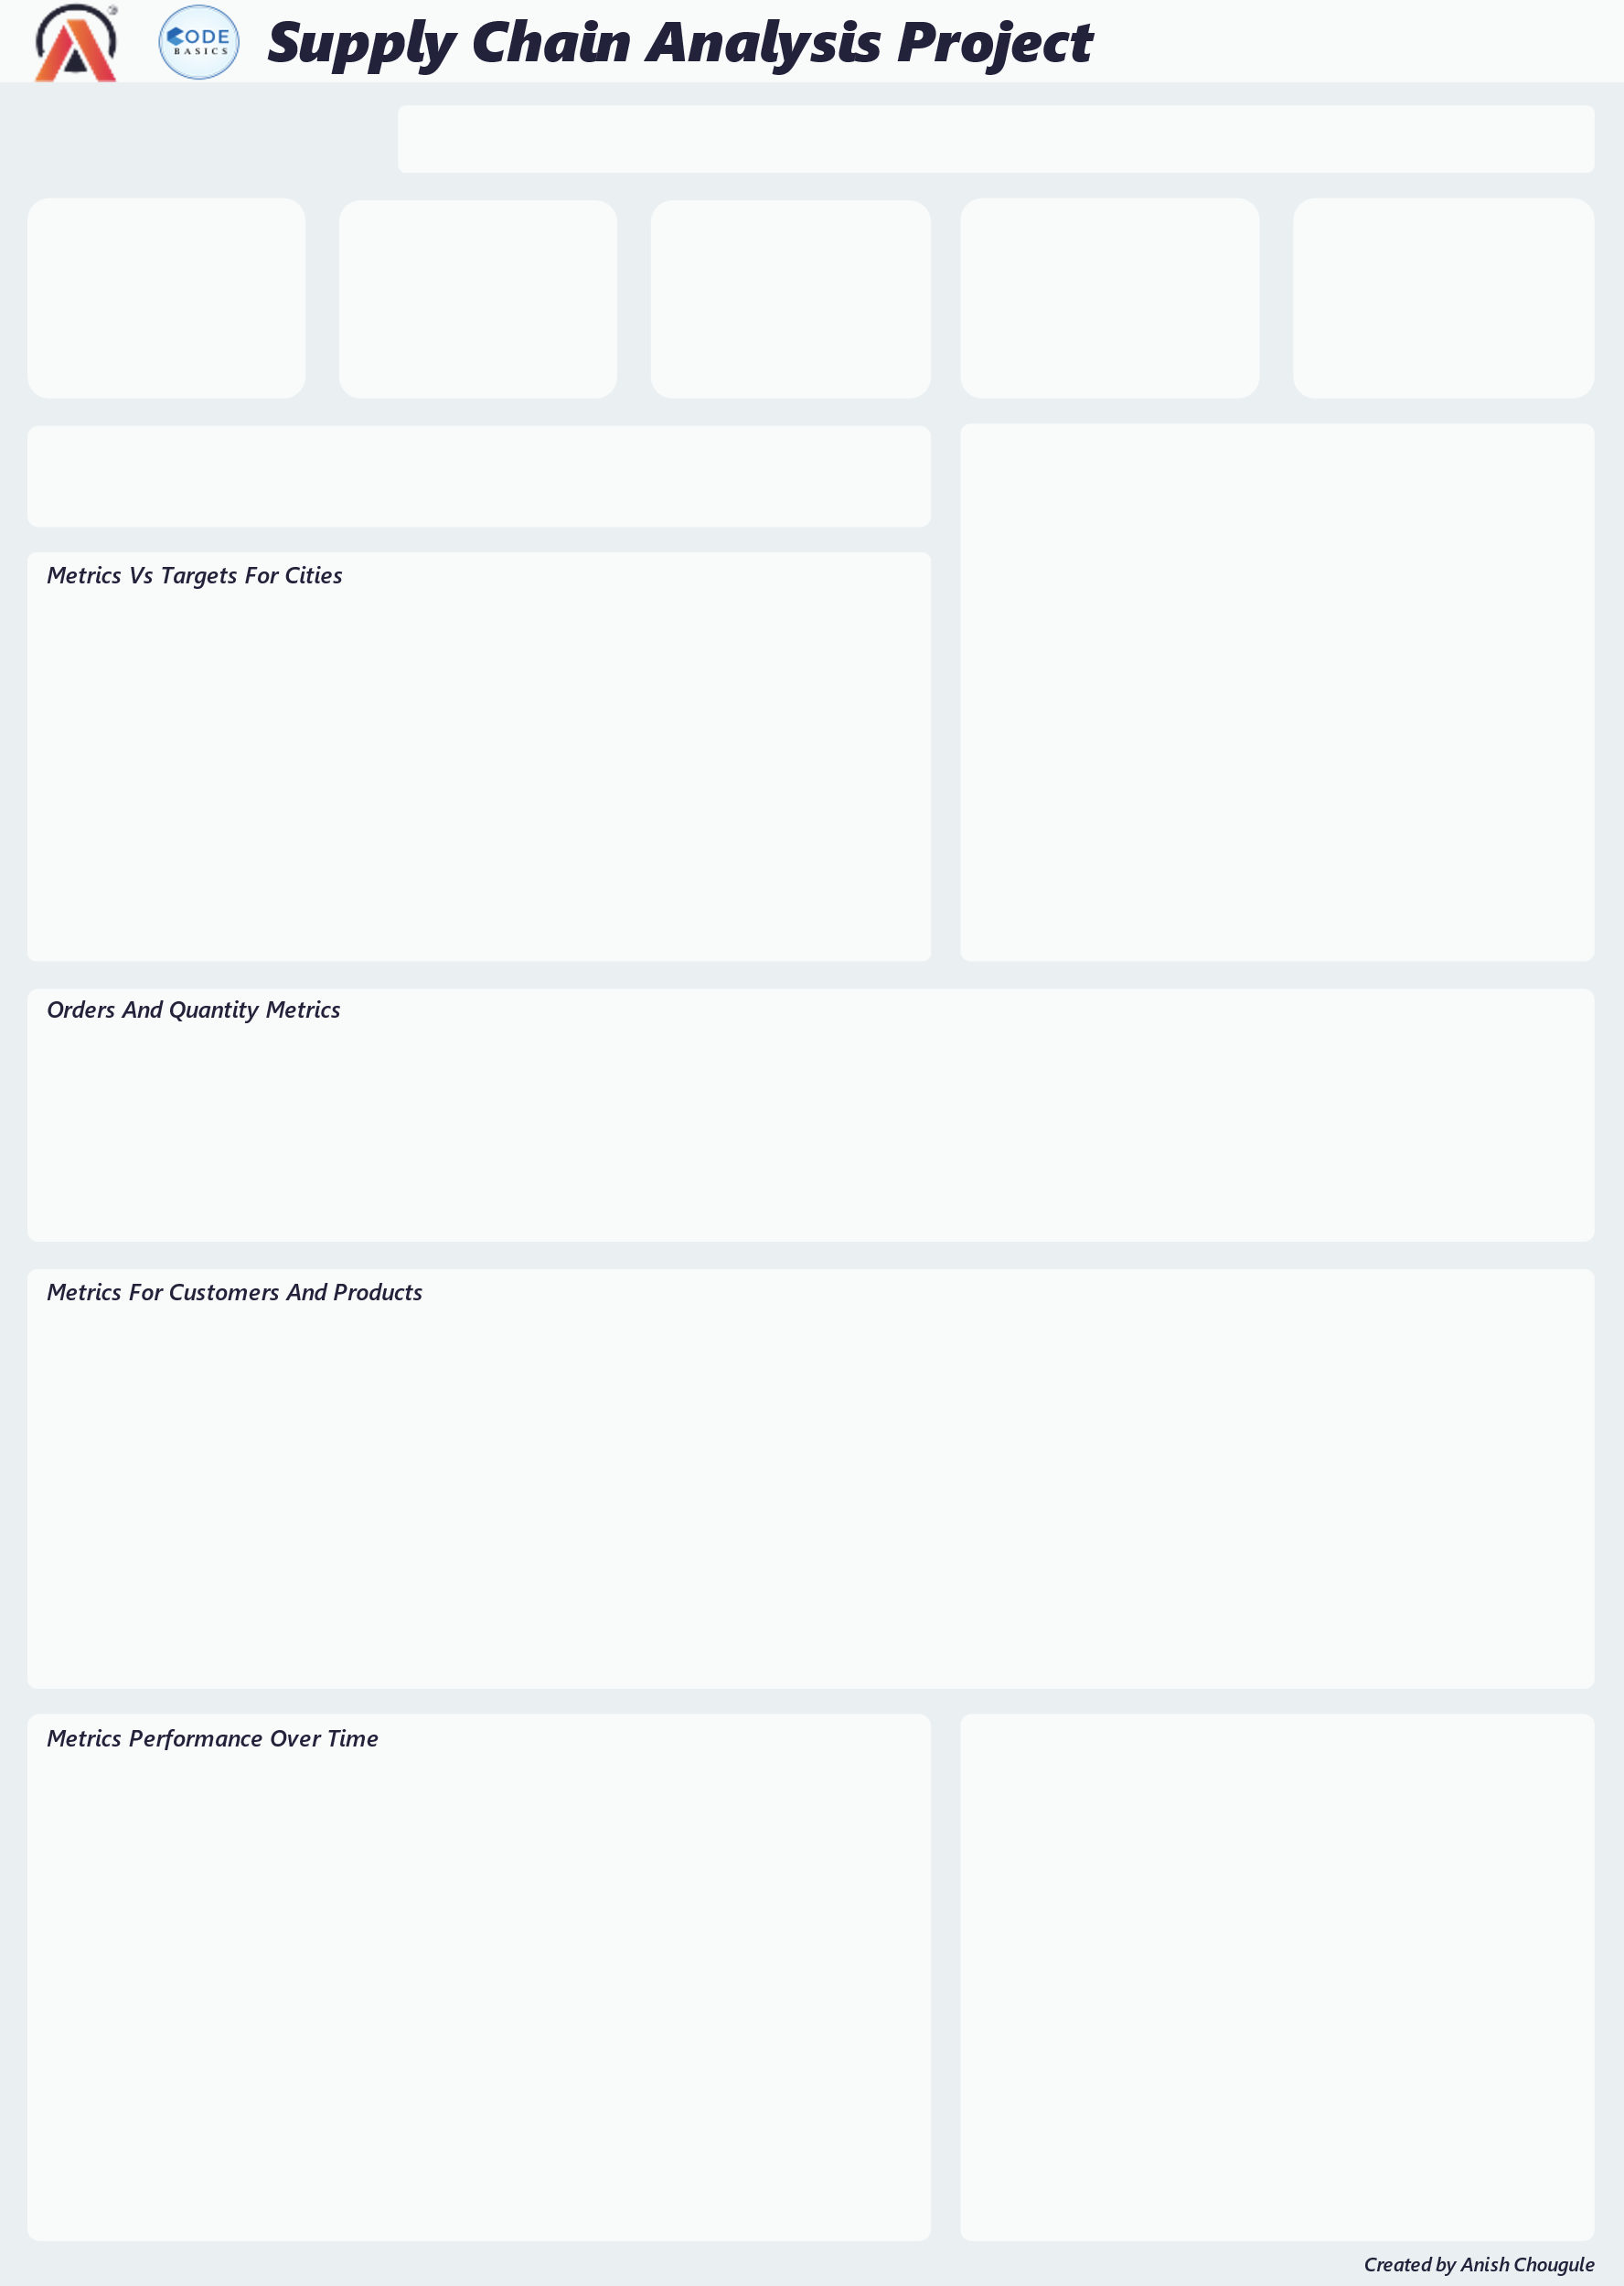 CODE
BASICS
Supply Chain Analysis Project
Metrics Vs Targets For Cities
Orders And Quantity Metrics
Metrics For Customers And Products
Metrics Performance Over Time
Created by Anish Chougule